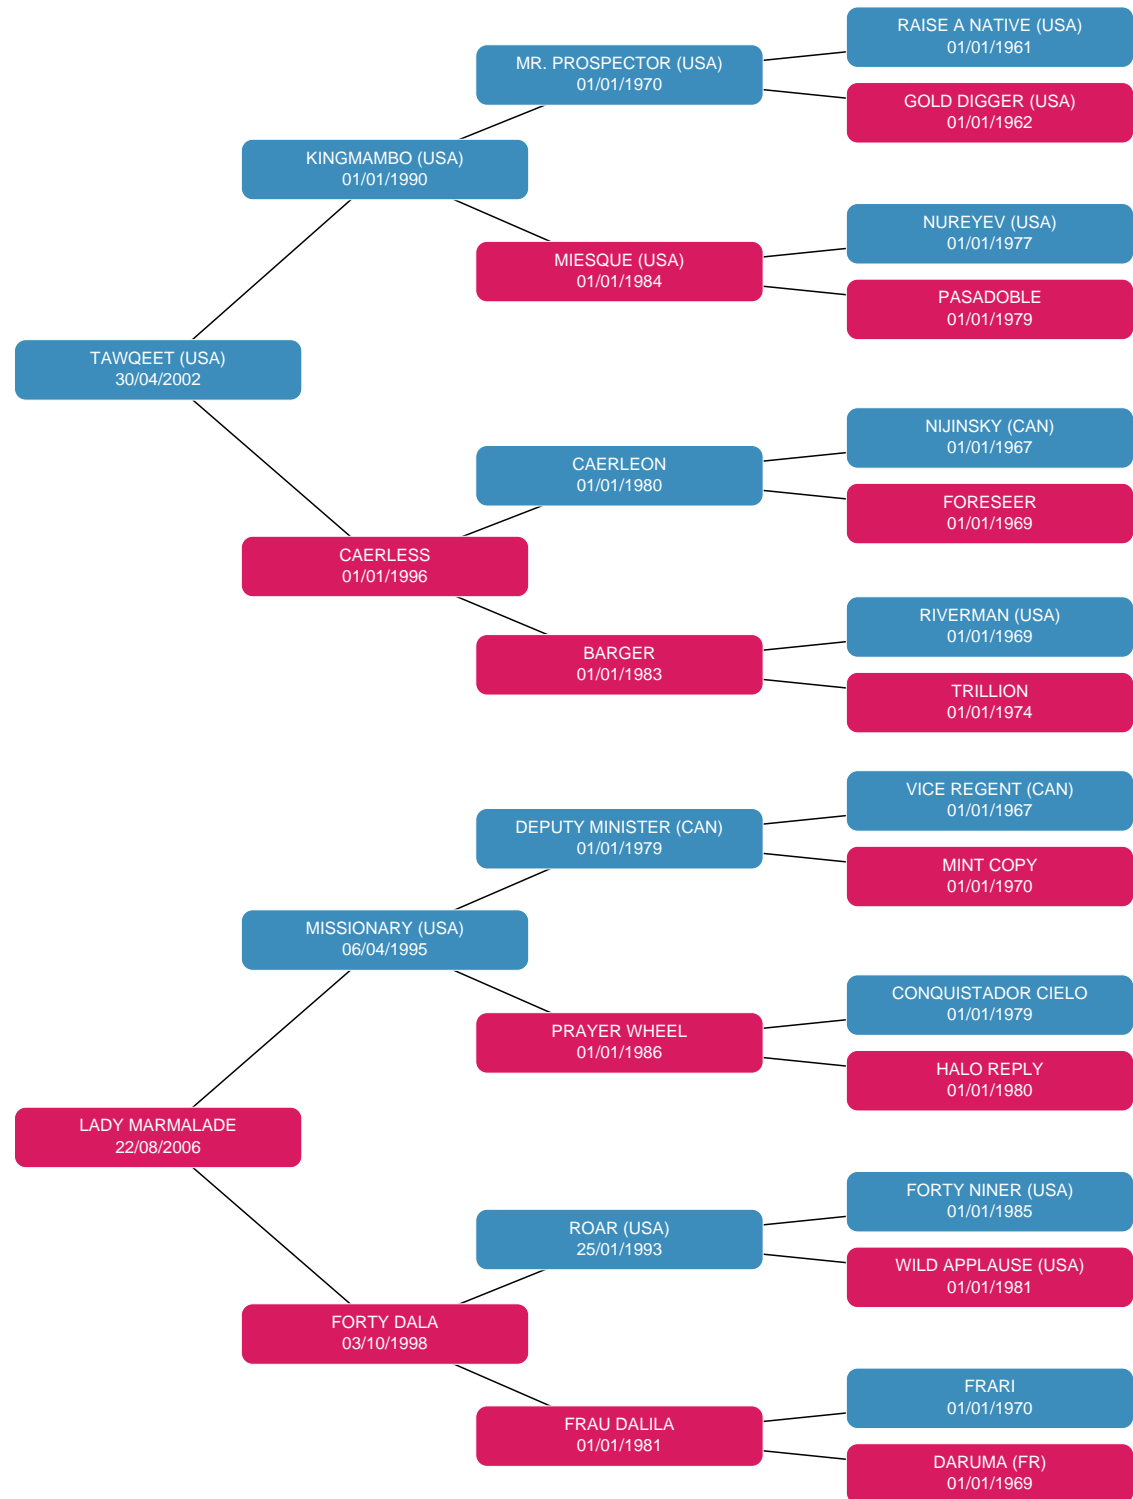 RAISE A NATIVE (USA)
01/01/1961
MR. PROSPECTOR (USA)
01/01/1970
GOLD DIGGER (USA)
01/01/1962
KINGMAMBO (USA)
01/01/1990
NUREYEV (USA)
01/01/1977
MIESQUE (USA)
01/01/1984
PASADOBLE
01/01/1979
TAWQEET (USA)
30/04/2002
NIJINSKY (CAN)
01/01/1967
CAERLEON
01/01/1980
FORESEER
01/01/1969
CAERLESS
01/01/1996
RIVERMAN (USA)
01/01/1969
BARGER
01/01/1983
TRILLION
01/01/1974
VICE REGENT (CAN)
01/01/1967
DEPUTY MINISTER (CAN)
01/01/1979
MINT COPY
01/01/1970
MISSIONARY (USA)
06/04/1995
CONQUISTADOR CIELO
01/01/1979
PRAYER WHEEL
01/01/1986
HALO REPLY
01/01/1980
LADY MARMALADE
22/08/2006
FORTY NINER (USA)
01/01/1985
ROAR (USA)
25/01/1993
WILD APPLAUSE (USA)
01/01/1981
FORTY DALA
03/10/1998
FRARI
01/01/1970
FRAU DALILA
01/01/1981
DARUMA (FR)
01/01/1969